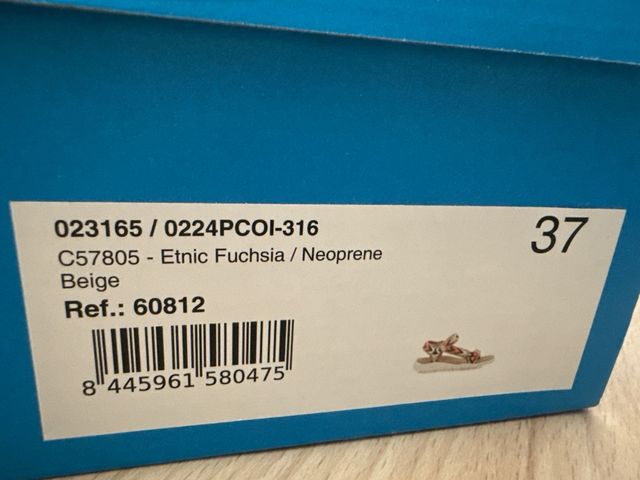 023165 / 0224PCOI-316
37
C57805 - Etnic Fuchsia / Neoprene
Beige
Ref.: 60812
8 445961 580475